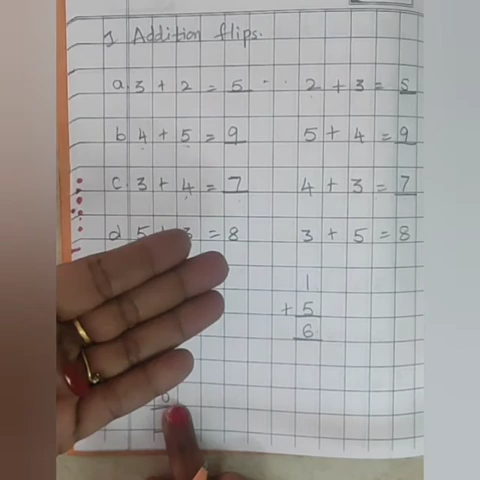 1 Addition flips.
a. 3 + 2 = 5 2 + 3 = 5
b 4 + 5 = 9 5 + 4 = 9
c. 3 + 4 = 7 4 + 3 = 7
d 5 + 3 = 8 3 + 5 = 8
1
+ 5
6